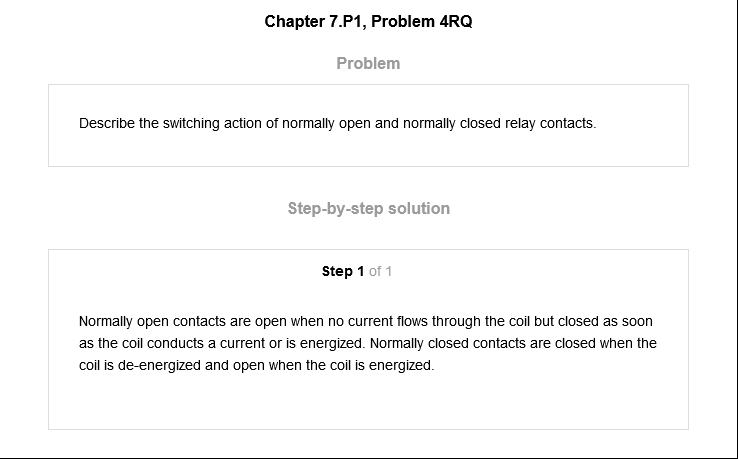 Chapter 7.P1, Problem 4RQ
Problem
Describe the switching action of normally open and normally closed relay contacts.
Step-by-step solution
Step 1 of 1
Normally open contacts are open when no current flows through the coil but closed as soon
as the coil conducts a current or is energized. Normally closed contacts are closed when the
coil is de-energized and open when the coil is energized.